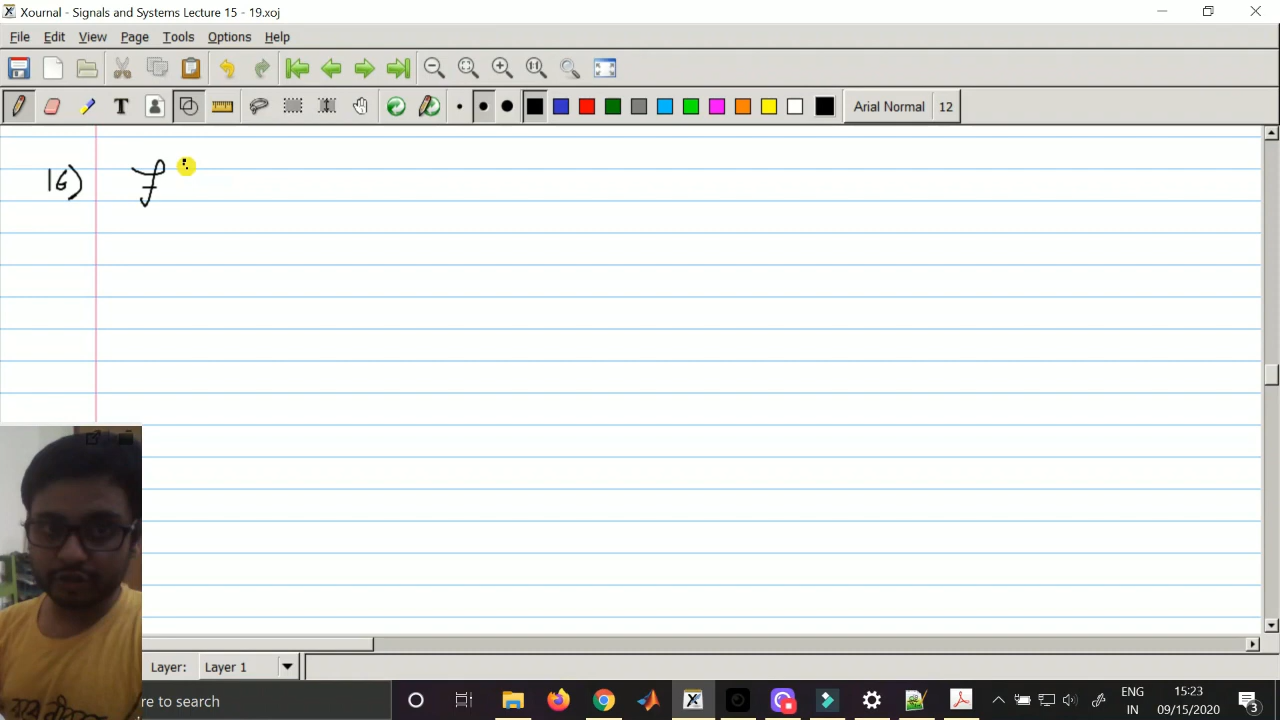 Xournal - Signals and Systems Lecture 15 - 19.xoj
File Edit View Page Tools Options Help
Arial Normal 12
16) ℱ
Layer: Layer 1
re to search
ENG
IN
15:23
09/15/2020
3